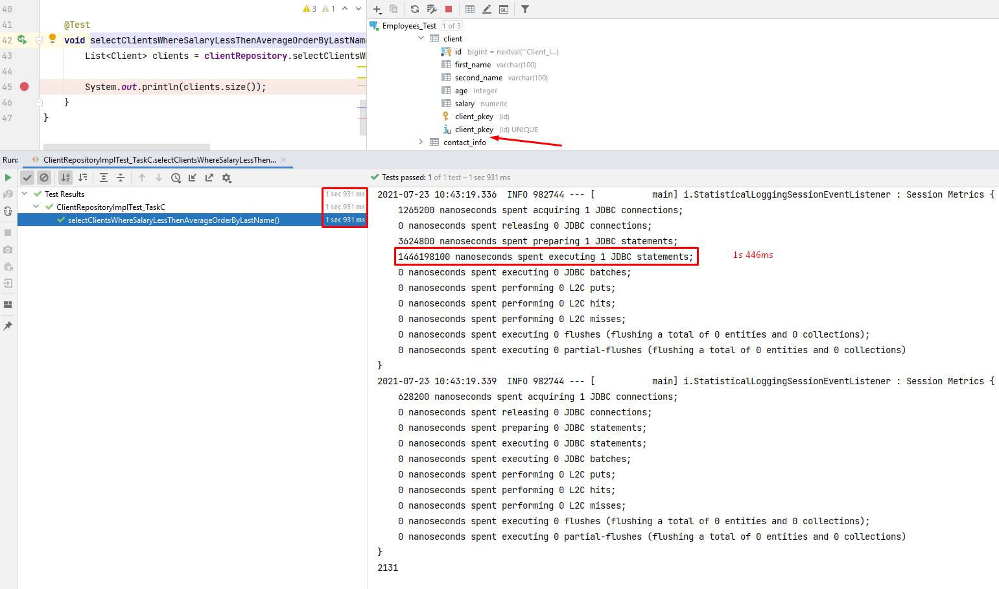 40
3 1
41 @Test
42 void selectClientsWhereSalaryLessThenAverageOrderByLastName
43 List<Client> clients = clientRepository.selectClientsWh
44
45 System.out.println(clients.size());
46 }
47 }
Employees_Test 1 of 3
client
id bigint = nextval('"Client_i...)
first_name varchar(100)
second_name varchar(100)
age integer
salary numeric
client_pkey (id)
client_pkey (id) UNIQUE
contact_info
Run: ClientRepositoryImplTest_TaskC.selectClientsWhereSalaryLessThen...
Tests passed: 1 of 1 test – 1 sec 931 ms
Test Results 1 sec 931 ms
ClientRepositoryImplTest_TaskC 1 sec 931 ms
selectClientsWhereSalaryLessThenAverageOrderByLastName() 1 sec 931 ms
2021-07-23 10:43:19.336 INFO 982744 --- [ main] i.StatisticalLoggingSessionEventListener : Session Metrics {
1265200 nanoseconds spent acquiring 1 JDBC connections;
0 nanoseconds spent releasing 0 JDBC connections;
3624800 nanoseconds spent preparing 1 JDBC statements;
1446198100 nanoseconds spent executing 1 JDBC statements; 1s 446ms
0 nanoseconds spent executing 0 JDBC batches;
0 nanoseconds spent performing 0 L2C puts;
0 nanoseconds spent performing 0 L2C hits;
0 nanoseconds spent performing 0 L2C misses;
0 nanoseconds spent executing 0 flushes (flushing a total of 0 entities and 0 collections);
0 nanoseconds spent executing 0 partial-flushes (flushing a total of 0 entities and 0 collections)
}
2021-07-23 10:43:19.339 INFO 982744 --- [ main] i.StatisticalLoggingSessionEventListener : Session Metrics {
628200 nanoseconds spent acquiring 1 JDBC connections;
0 nanoseconds spent releasing 0 JDBC connections;
0 nanoseconds spent preparing 0 JDBC statements;
0 nanoseconds spent executing 0 JDBC statements;
0 nanoseconds spent executing 0 JDBC batches;
0 nanoseconds spent performing 0 L2C puts;
0 nanoseconds spent performing 0 L2C hits;
0 nanoseconds spent performing 0 L2C misses;
0 nanoseconds spent executing 0 flushes (flushing a total of 0 entities and 0 collections);
0 nanoseconds spent executing 0 partial-flushes (flushing a total of 0 entities and 0 collections)
}
2131